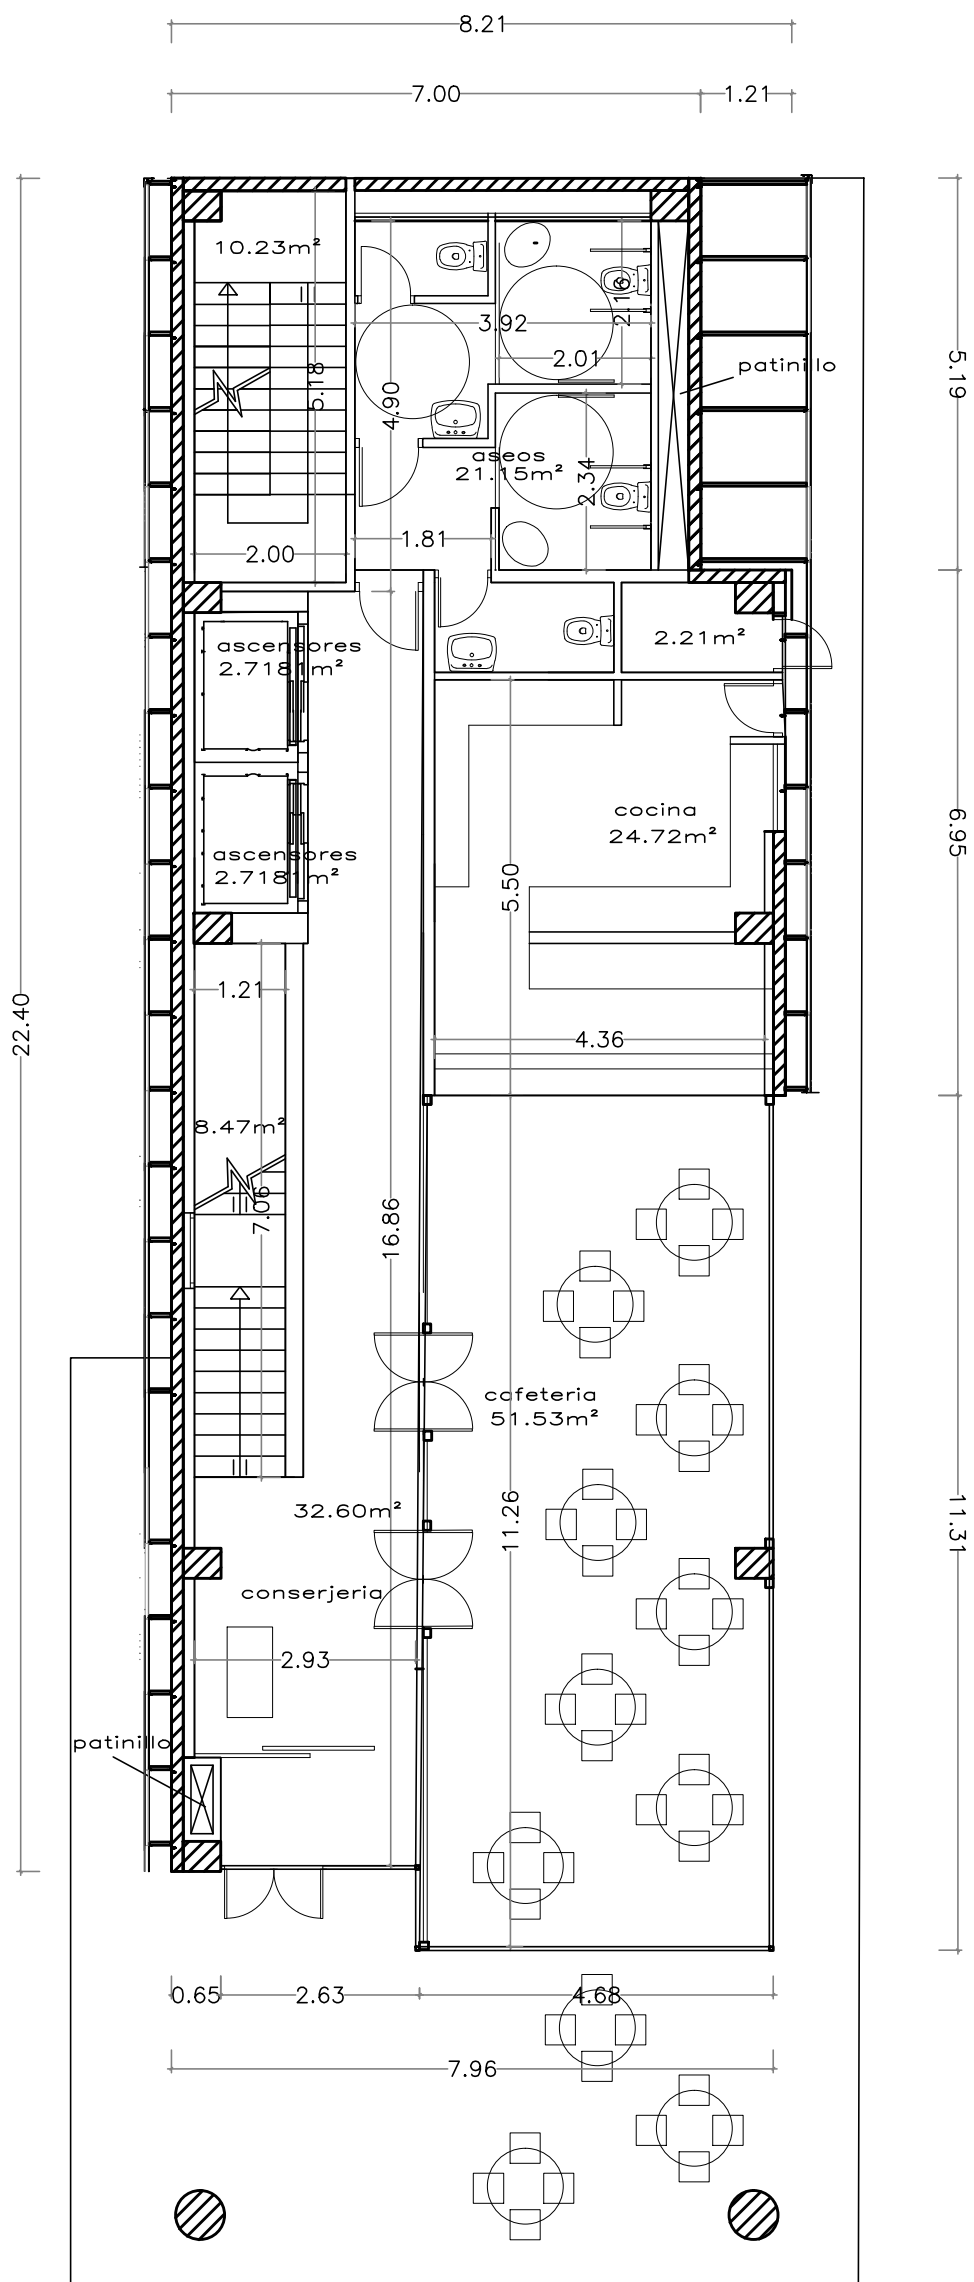 8.21
7.00
1.21
10.23m²
3.92
2.16
2.01
patinillo
5.18
4.90
5.19
aseos
21.15m²
2.34
1.81
2.00
2.21m²
ascensores
2.7181m²
cocina
24.72m²
6.95
ascensores
2.7181m²
5.50
1.21
22.40
4.36
8.47m²
7.06
16.86
cafeteria
51.53m²
32.60m²
11.26
11.31
conserjeria
2.93
patinillo
0.65
2.63
4.68
7.96